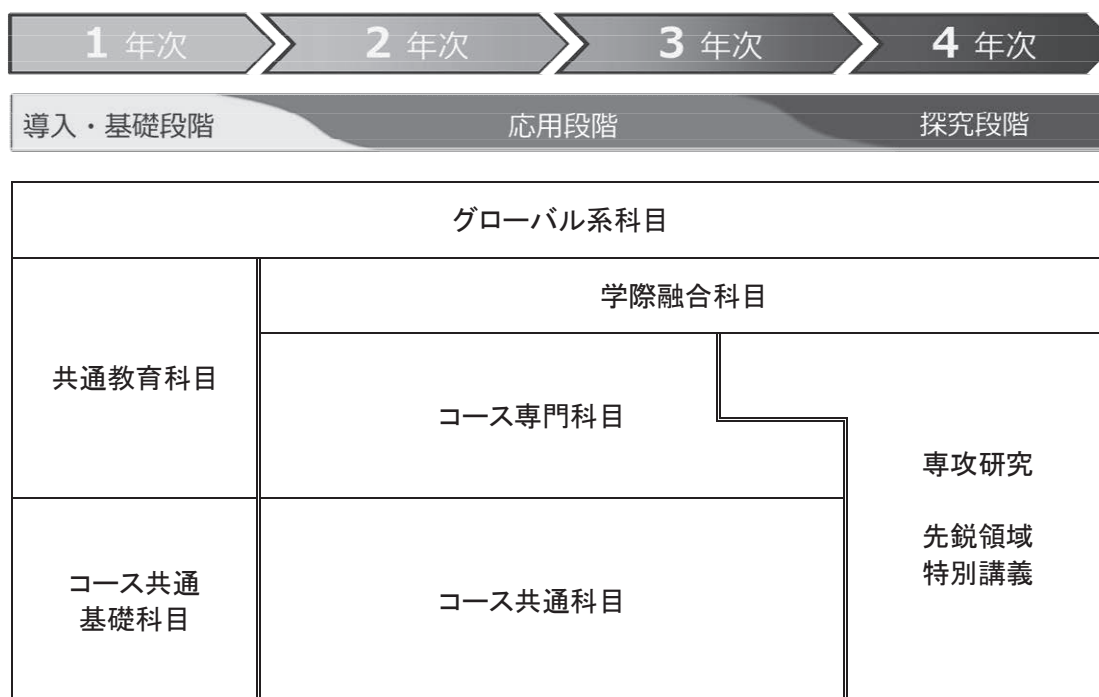 1 年次
2 年次
3 年次
4 年次
導入・基礎段階
応用段階
探究段階
グローバル系科目
学際融合科目
共通教育科目
コース専門科目
専攻研究
先鋭領域
特別講義
コース共通
基礎科目
コース共通科目